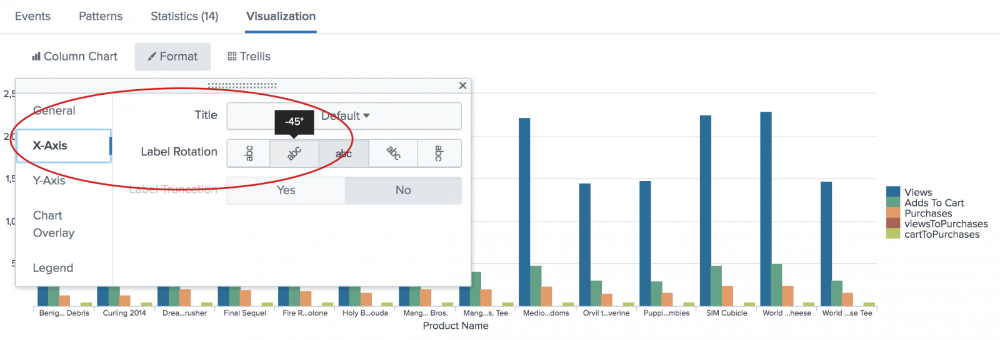 Events Patterns Statistics (14) Visualization
Column Chart Format Trellis
2,5
General
Title Default
-45°
2,0
X-Axis
Label Rotation abc abc abc abc abc
1,5
Y-Axis
Label Truncation Yes No
Views
Adds To Cart
Purchases
viewsToPurchases
cartToPurchases
1,0
Chart
Overlay
5
Legend
Benig... Debris Curling 2014 Drea...rusher Final Sequel Fire R...olone Holy B...ouda Mang... Bros. Mang...s. Tee Medio...doms Orvil t...verine Puppi...mbies SIM Cubicle World ...heese World ...se Tee
Product Name